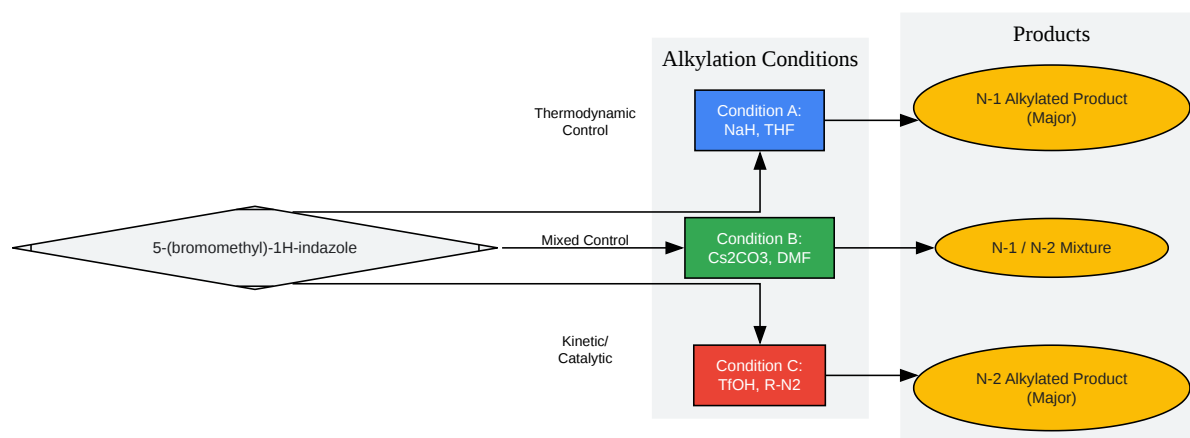 Products
Alkylation Conditions
Thermodynamic
Control
Condition A:
NaH, THF
N-1 Alkylated Product
(Major)
5-(bromomethyl)-1H-indazole
Mixed Control
Condition B:
Cs2CO3, DMF
N-1 / N-2 Mixture
Kinetic/
Catalytic
Condition C:
TfOH, R-N2
N-2 Alkylated Product
(Major)